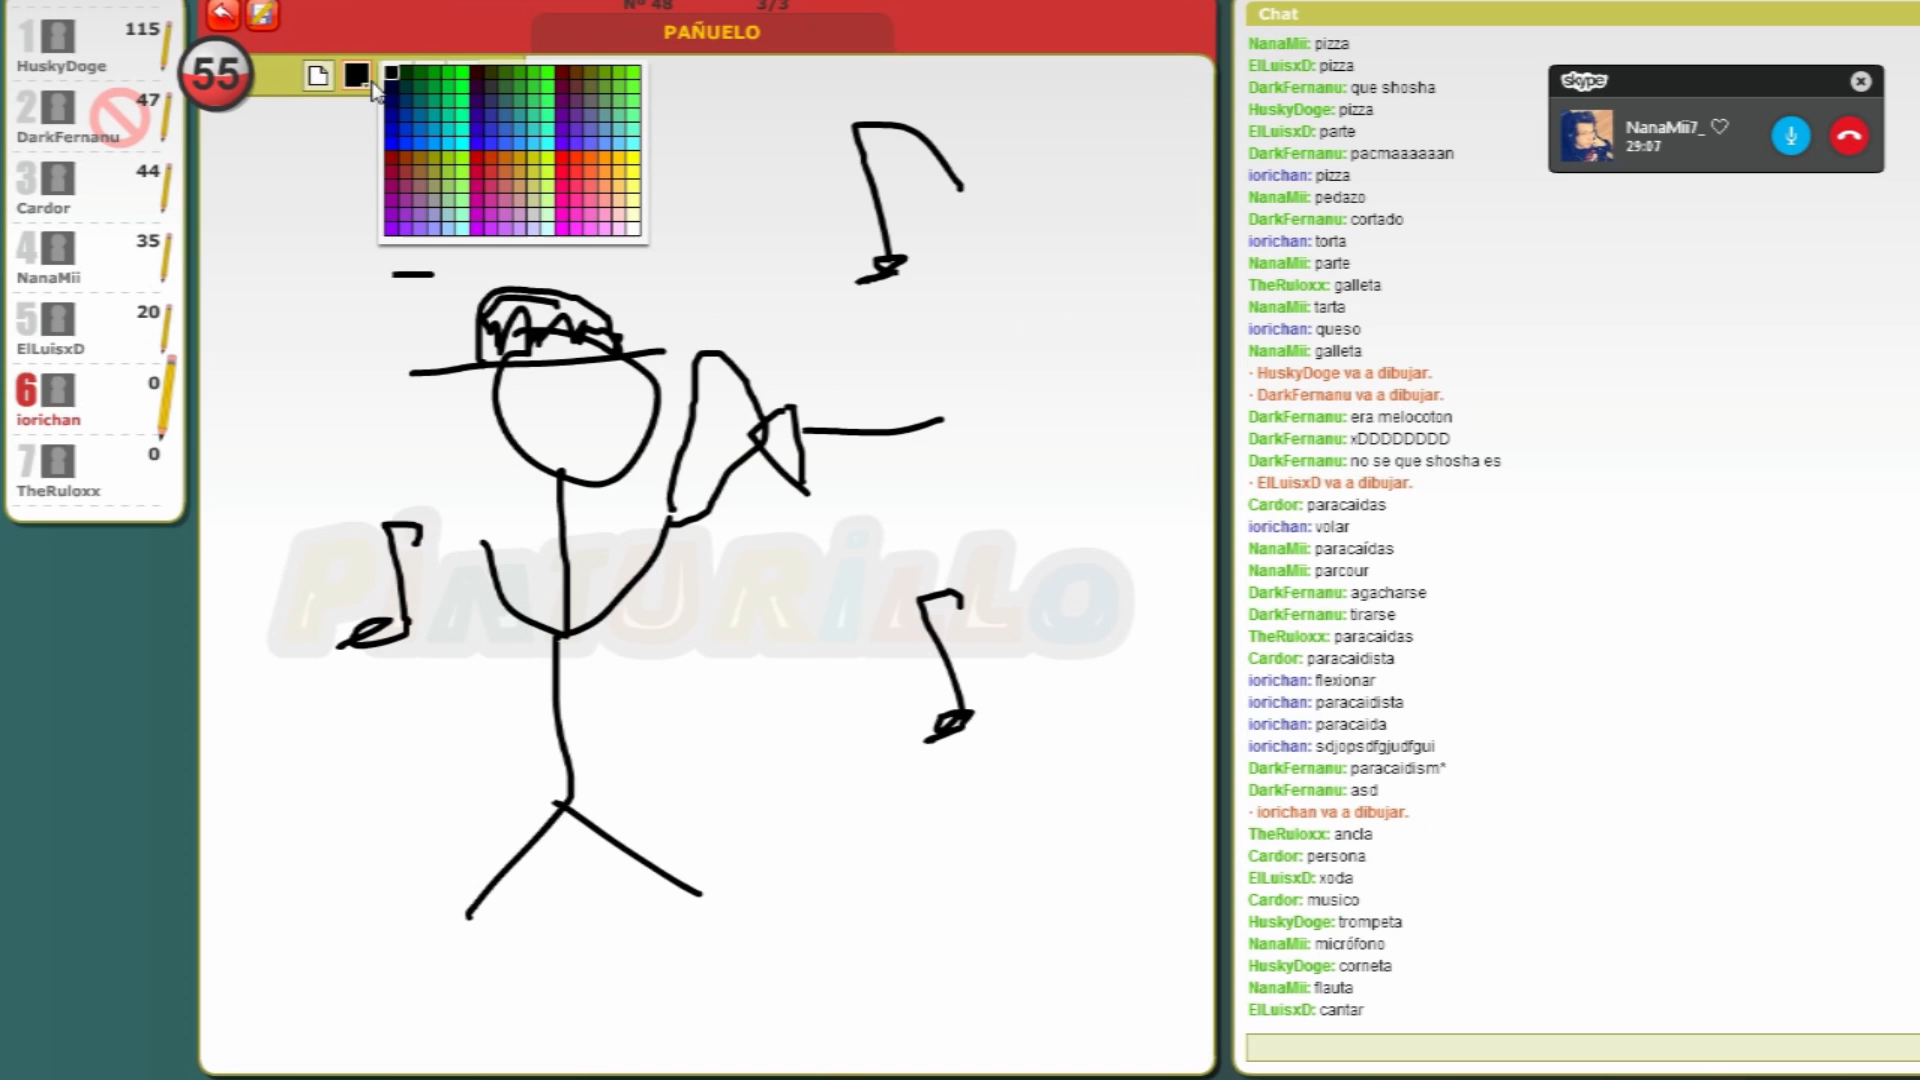 1
115
HuskyDoge
2
47
DarkFernanu
3
44
Cardor
4
35
NanaMii
5
20
ElLuisxD
6
0
iorichan
7
0
TheRuloxx
Nº 48 3/3
PAÑUELO
55
PiNTURiLLO
Chat
NanaMii: pizza
ElLuisxD: pizza
DarkFernanu: que shosha
HuskyDoge: pizza
ElLuisxD: parte
DarkFernanu: pacmaaaaaan
iorichan: pizza
NanaMii: pedazo
DarkFernanu: cortado
iorichan: torta
NanaMii: parte
TheRuloxx: galleta
NanaMii: tarta
iorichan: queso
NanaMii: galleta
· HuskyDoge va a dibujar.
· DarkFernanu va a dibujar.
DarkFernanu: era melocoton
DarkFernanu: xDDDDDDDD
DarkFernanu: no se que shosha es
· ElLuisxD va a dibujar.
Cardor: paracaidas
iorichan: volar
NanaMii: paracaídas
NanaMii: parcour
DarkFernanu: agacharse
DarkFernanu: tirarse
TheRuloxx: paracaidas
Cardor: paracaidista
iorichan: flexionar
iorichan: paracaidista
iorichan: paracaida
iorichan: sdjopsdfgjudfgui
DarkFernanu: paracaidism*
DarkFernanu: asd
· iorichan va a dibujar.
TheRuloxx: ancla
Cardor: persona
ElLuisxD: xoda
Cardor: musico
HuskyDoge: trompeta
NanaMii: micrófono
HuskyDoge: corneta
NanaMii: flauta
ElLuisxD: cantar
skype
NanaMii7_ ♡
29:07